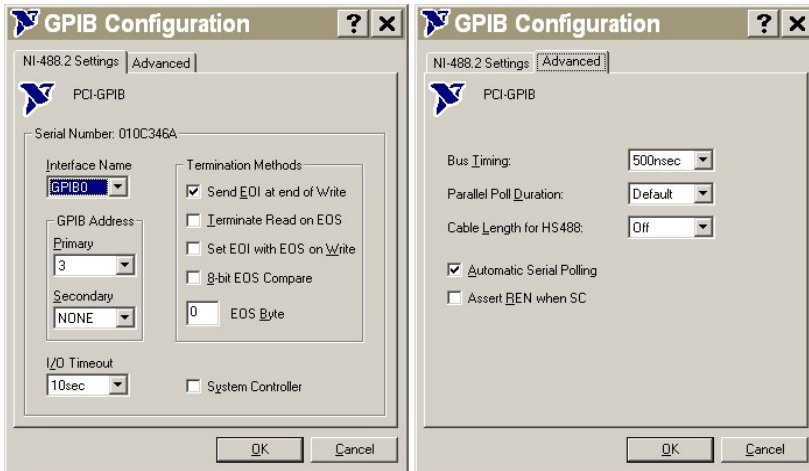 GPIB Configuration
NI-488.2 Settings Advanced
PCI-GPIB
Serial Number: 010C346A
Interface Name
GPIB0
GPIB Address
Primary
3
Secondary
NONE
I/O Timeout
10sec
Termination Methods
Send EOI at end of Write
Terminate Read on EOS
Set EOI with EOS on Write
8-bit EOS Compare
0 EOS Byte
System Controller
OK Cancel
GPIB Configuration
NI-488.2 Settings Advanced
PCI-GPIB
Bus Timing: 500nsec
Parallel Poll Duration: Default
Cable Length for HS488: Off
Automatic Serial Polling
Assert REN when SC
OK Cancel